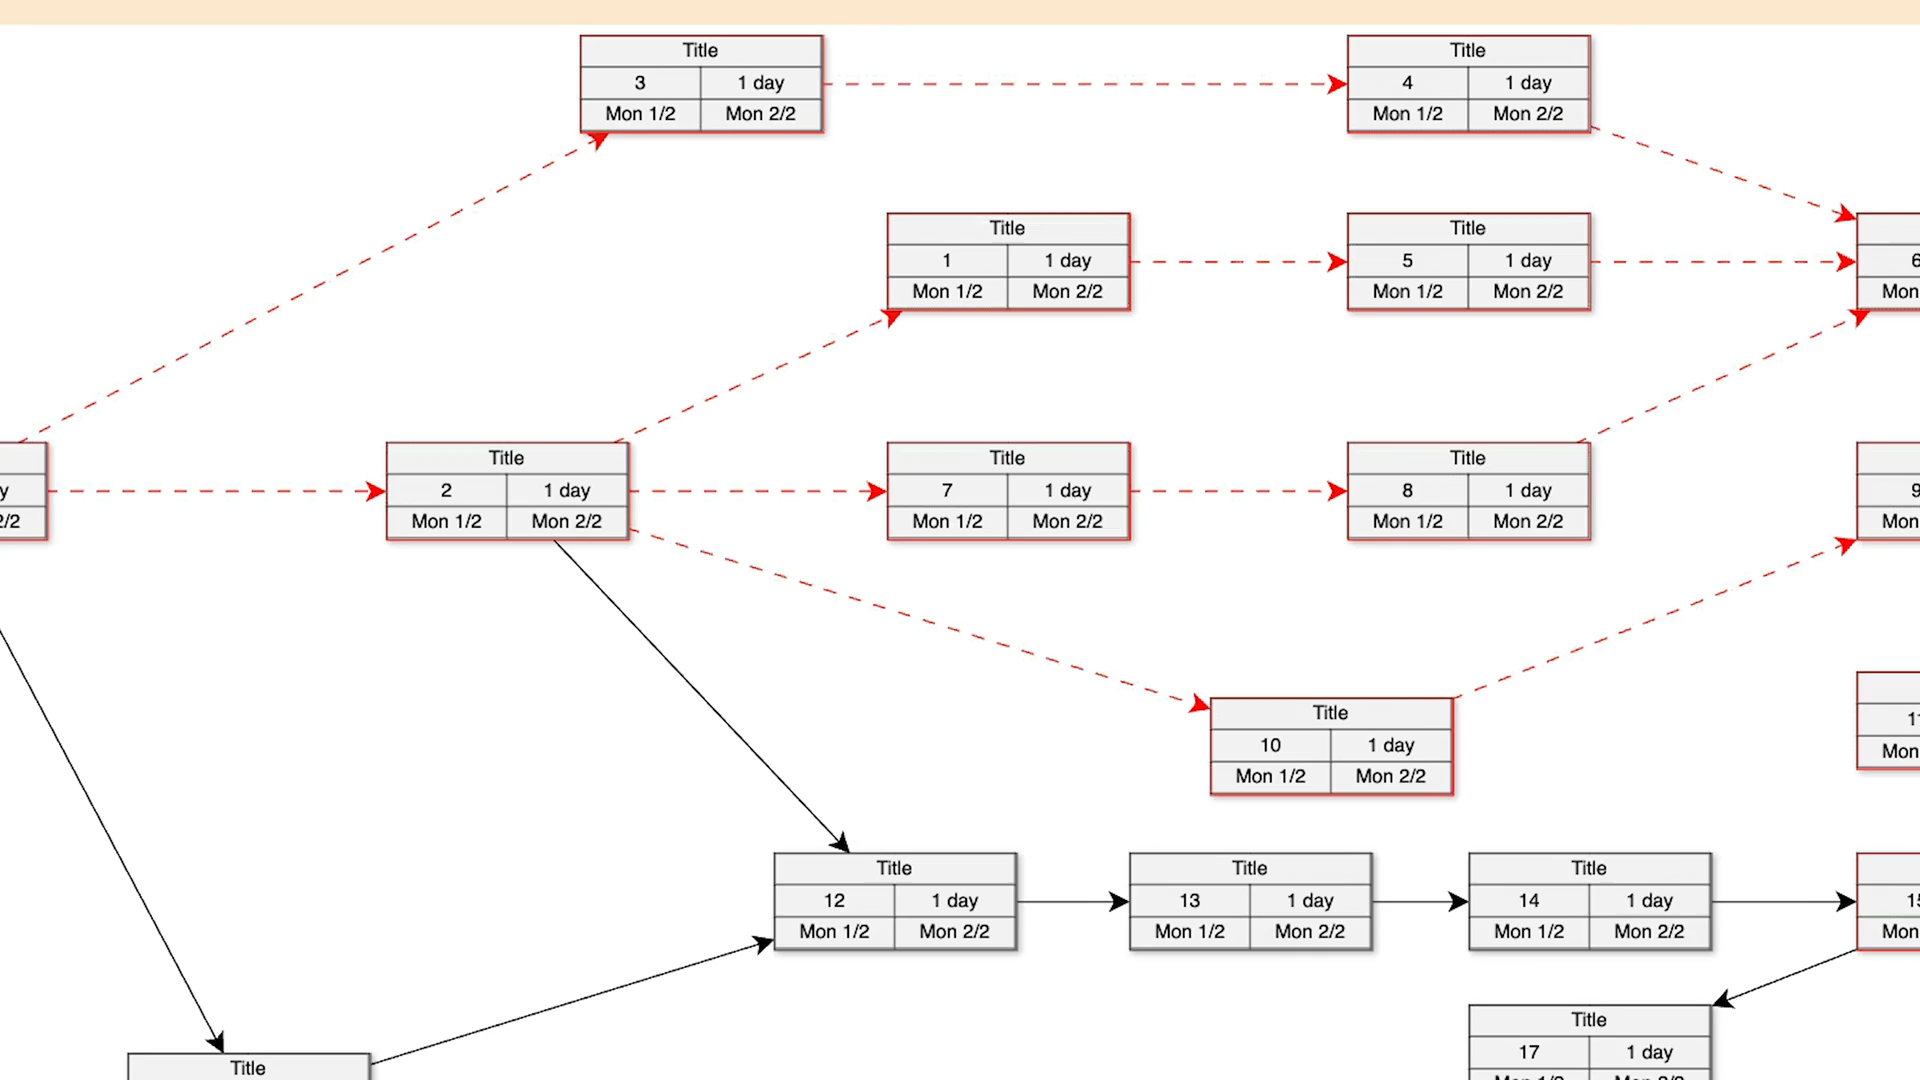 Title
3 1 day
Mon 1/2 Mon 2/2
Title
4 1 day
Mon 1/2 Mon 2/2
Title
1 1 day
Mon 1/2 Mon 2/2
Title
5 1 day
Mon 1/2 Mon 2/2
6
Mon
y
2/2
Title
2 1 day
Mon 1/2 Mon 2/2
Title
7 1 day
Mon 1/2 Mon 2/2
Title
8 1 day
Mon 1/2 Mon 2/2
9
Mon
Title
10 1 day
Mon 1/2 Mon 2/2
Mon
Title
12 1 day
Mon 1/2 Mon 2/2
Title
13 1 day
Mon 1/2 Mon 2/2
Title
14 1 day
Mon 1/2 Mon 2/2
15
Mon
Title
Title
17 1 day